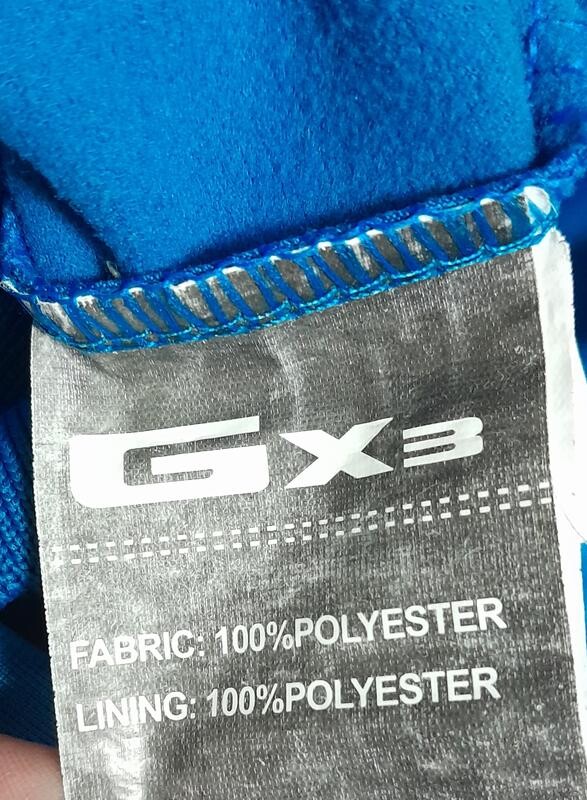 GX3
FABRIC: 100%POLYESTER
LINING: 100%POLYESTER